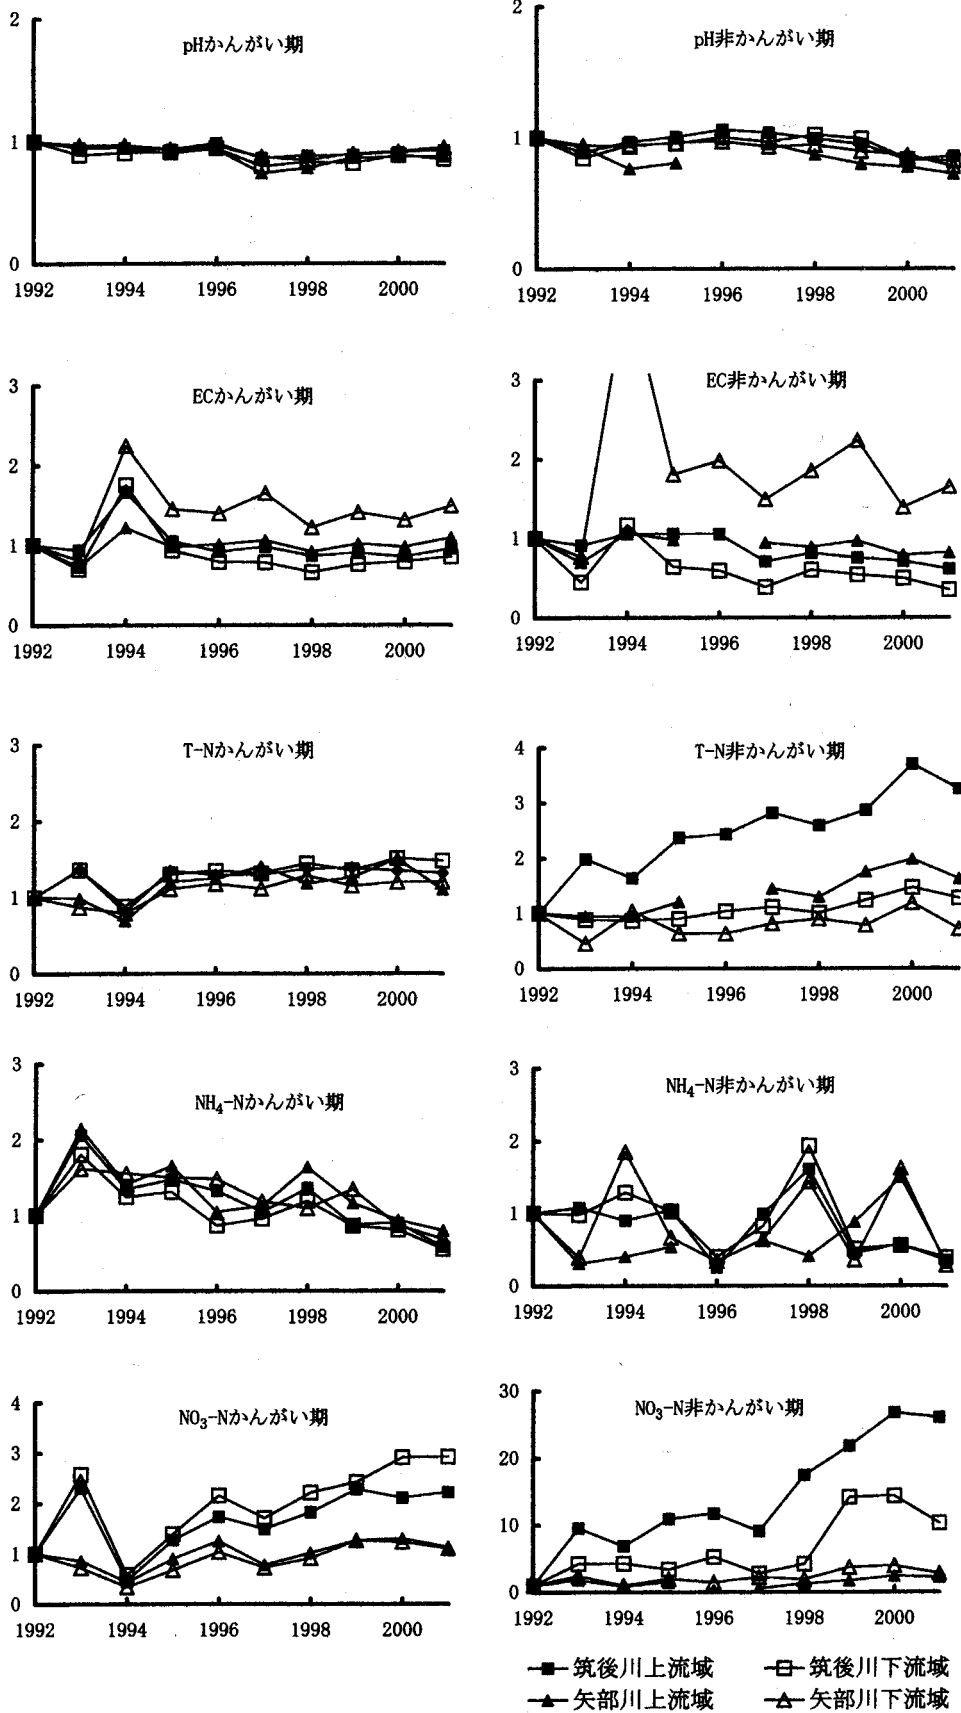 pHかんがい期
2
1
0
1992 1994 1996 1998 2000
pH非かんがい期
2
1
0
1992 1994 1996 1998 2000
ECかんがい期
3
2
1
0
1992 1994 1996 1998 2000
EC非かんがい期
3
2
1
0
1992 1994 1996 1998 2000
T-Nかんがい期
3
2
1
0
1992 1994 1996 1998 2000
T-N非かんがい期
4
3
2
1
0
1992 1994 1996 1998 2000
NH₄-Nかんがい期
3
2
1
0
1992 1994 1996 1998 2000
NH₄-N非かんがい期
3
2
1
0
1992 1994 1996 1998 2000
NO₃-Nかんがい期
4
3
2
1
0
1992 1994 1996 1998 2000
NO₃-N非かんがい期
30
20
10
0
1992 1994 1996 1998 2000
筑後川上流域 筑後川下流域
矢部川上流域 矢部川下流域